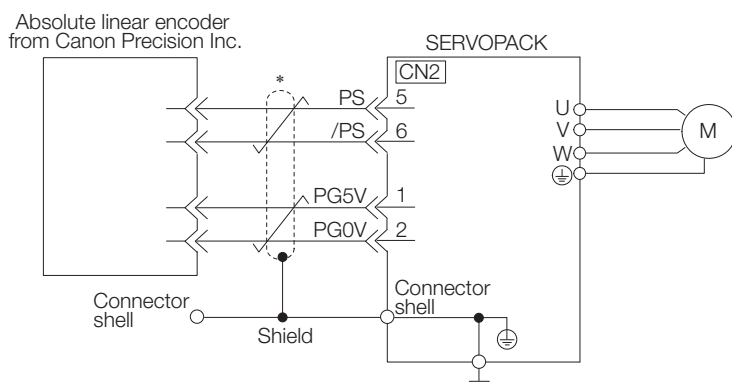 Absolute linear encoder
from Canon Precision Inc.
SERVOPACK
CN2
*
PS 5
/PS 6
PG5V 1
PG0V 2
U
V
W
M
Connector
shell
Shield
Connector
shell